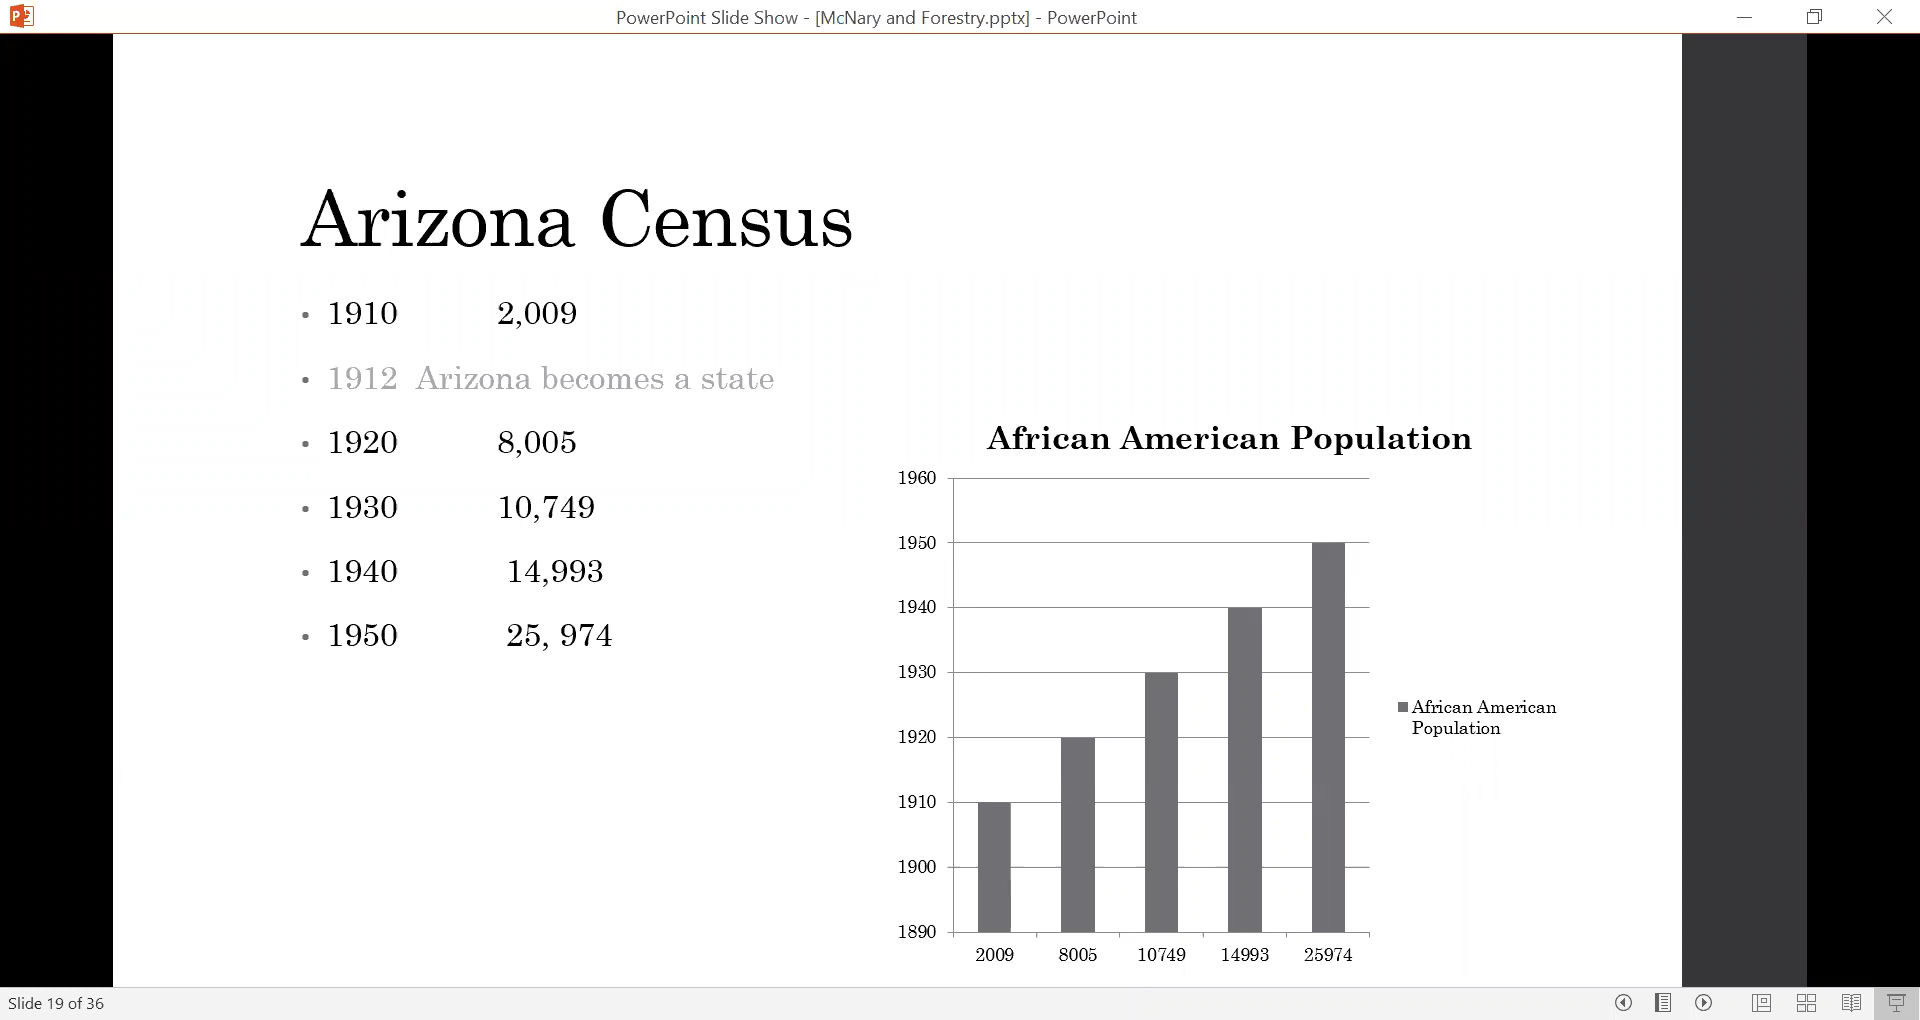 PowerPoint Slide Show - [McNary and Forestry.pptx] - PowerPoint
Arizona Census
• 1910 2,009
• 1912 Arizona becomes a state
• 1920 8,005
• 1930 10,749
• 1940 14,993
• 1950 25, 974
African American Population
1960
1950
1940
1930
1920
1910
1900
1890
2009 8005 10749 14993 25974
African American
Population
Slide 19 of 36